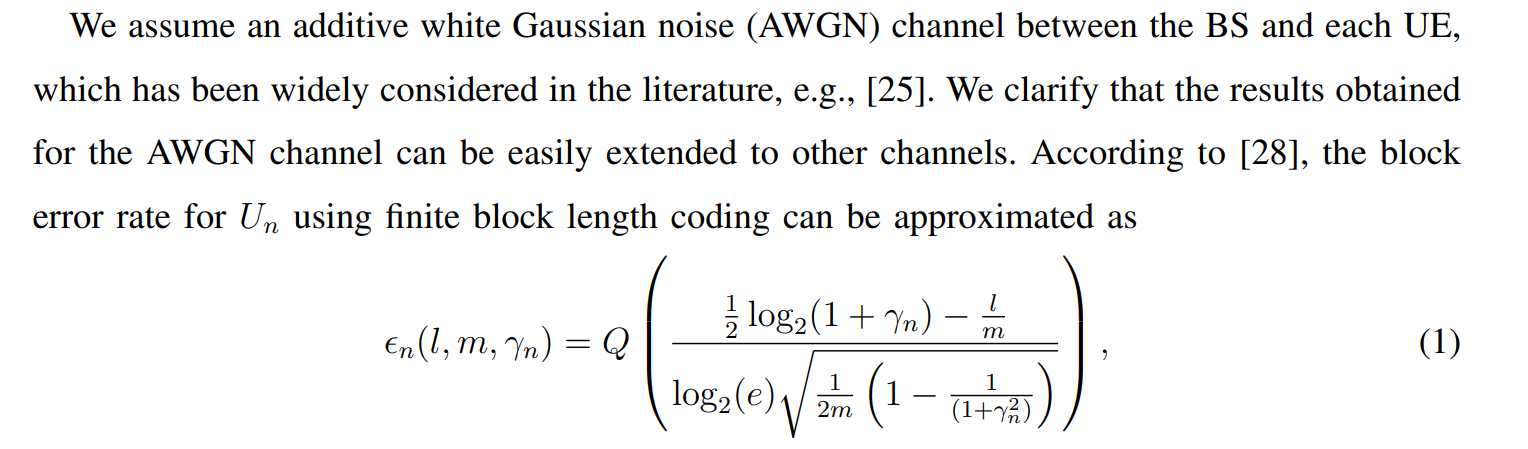 We assume an additive white Gaussian noise (AWGN) channel between the BS and each UE,
which has been widely considered in the literature, e.g., [25]. We clarify that the results obtained
for the AWGN channel can be easily extended to other channels. According to [28], the block
error rate for $U_n$ using finite block length coding can be approximated as
$\epsilon_n(l, m, \gamma_n) = Q\left(\frac{\frac{1}{2}\log_2(1+\gamma_n) - \frac{l}{m}}{\log_2(e)\sqrt{\frac{1}{2m}\left(1 - \frac{1}{(1+\gamma_n^2)}\right)}}\right),$ (1)